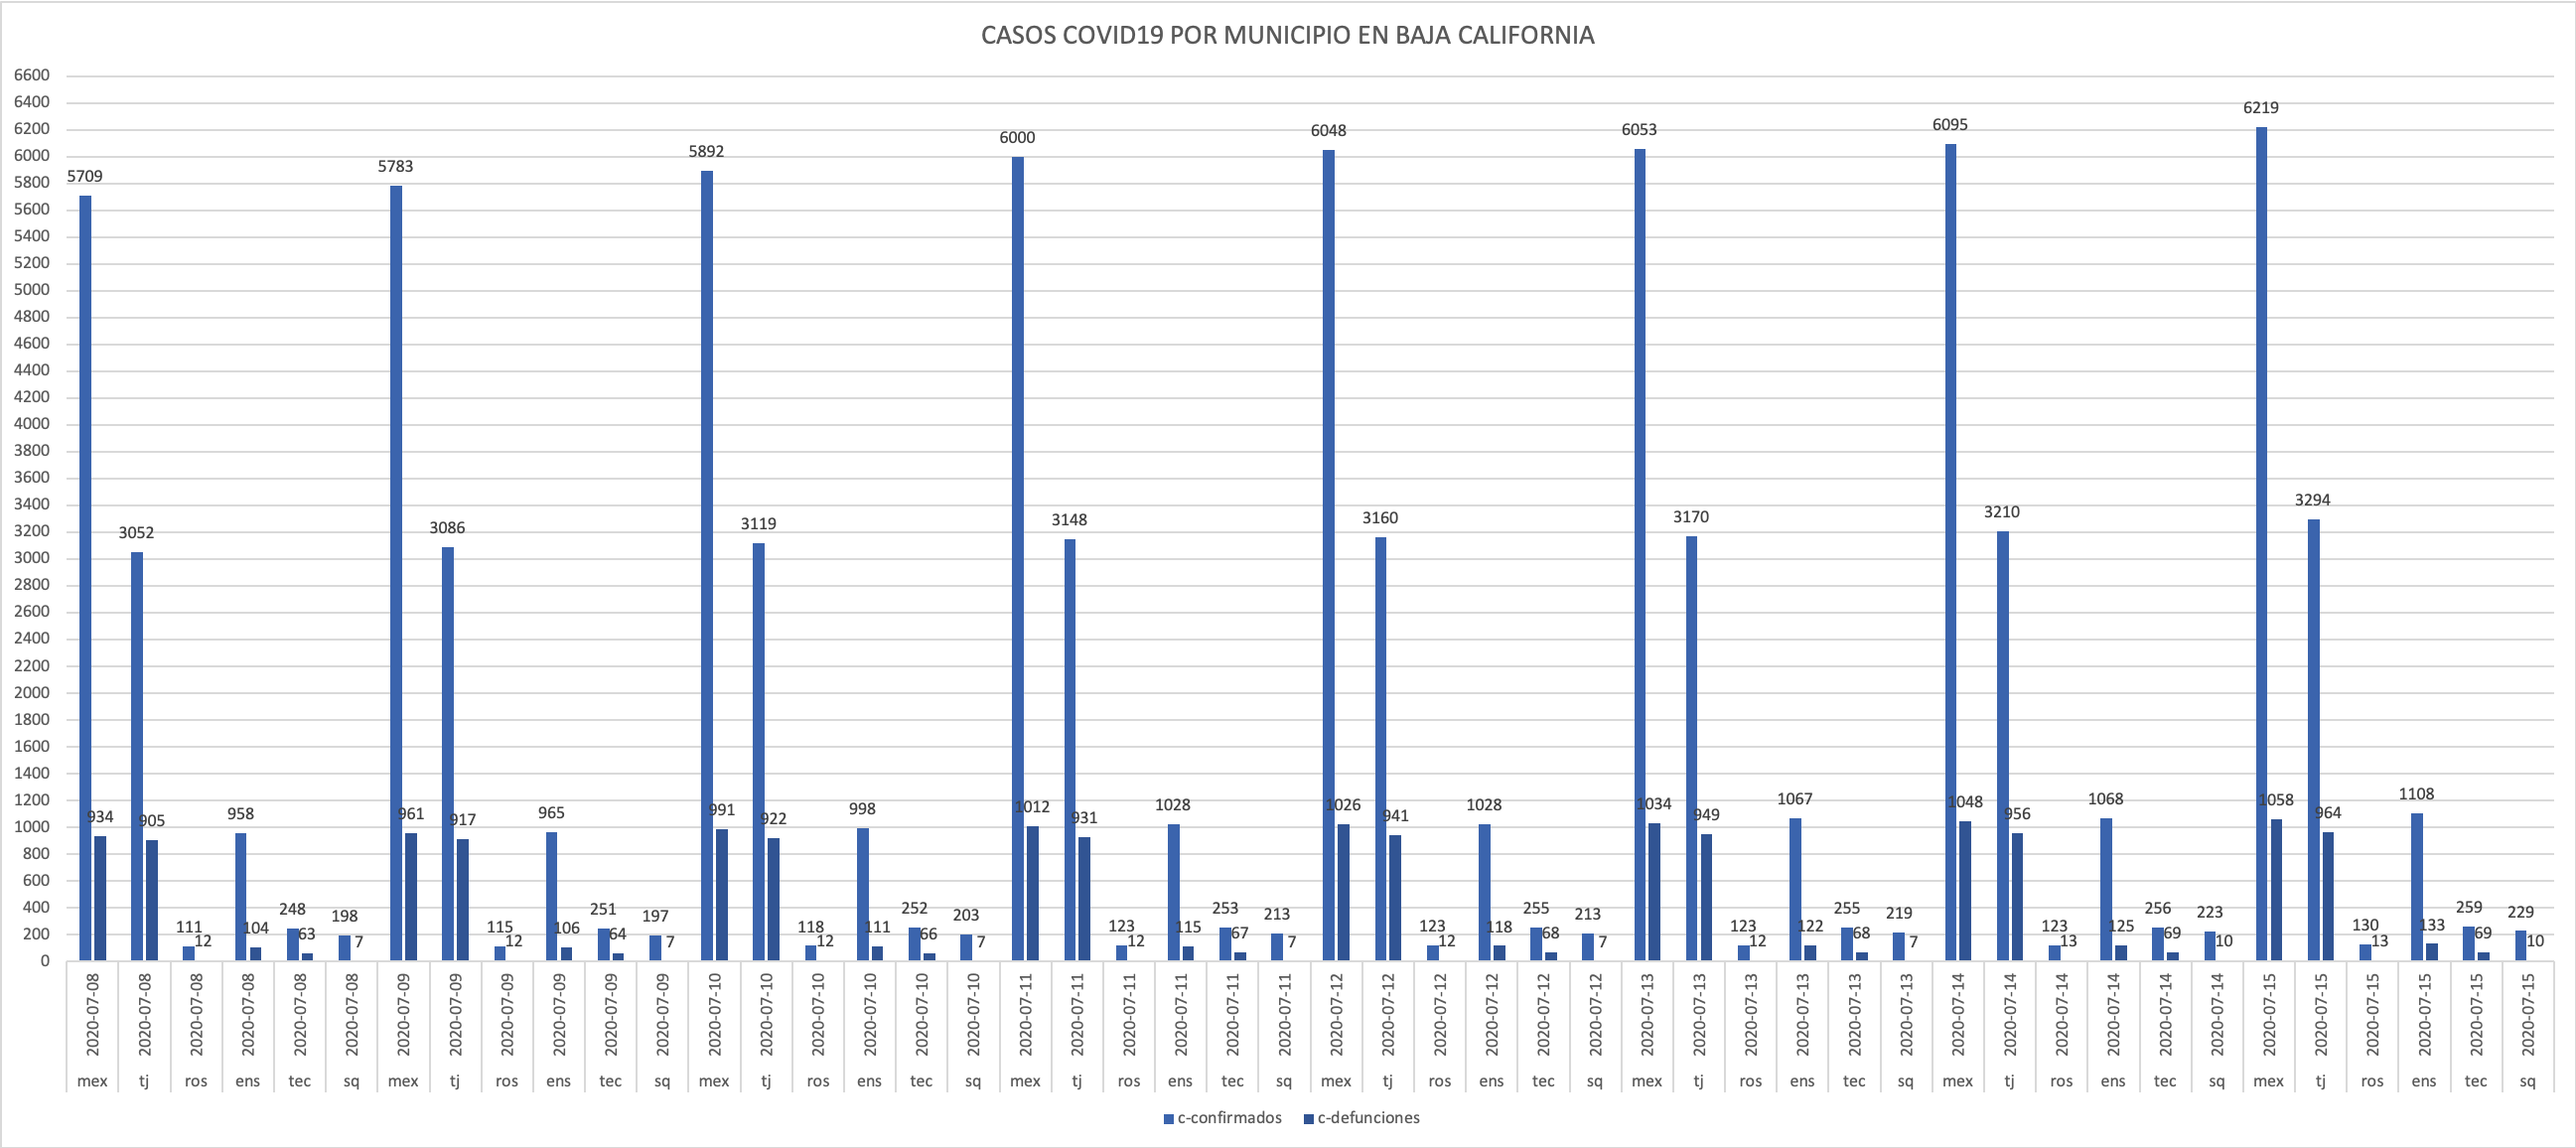 CASOS COVID19 POR MUNICIPIO EN BAJA CALIFORNIA
6600
6400
6200
6000
5800
5600
5400
5200
5000
4800
4600
4400
4200
4000
3800
3600
3400
3200
3000
2800
2600
2400
2200
2000
1800
1600
1400
1200
1000
800
600
400
200
0
5709 934 3052 905 111 12 958 104 248 63 198 7
5783 961 3086 917 115 12 965 106 251 64 197 7
5892 991 3119 922 118 12 998 111 252 66 203 7
6000 1012 3148 931 123 12 1028 115 253 67 213 7
6048 1026 3160 941 123 12 1028 118 255 68 213 7
6053 1034 3170 949 123 12 1067 122 255 68 219 7
6095 1048 3210 956 123 13 1068 125 256 69 223 10
6219 1058 3294 964 130 13 1108 133 259 69 229 10
2020-07-08 2020-07-08 2020-07-08 2020-07-08 2020-07-08 2020-07-08 2020-07-09 2020-07-09 2020-07-09 2020-07-09 2020-07-09 2020-07-09 2020-07-10 2020-07-10 2020-07-10 2020-07-10 2020-07-10 2020-07-10 2020-07-11 2020-07-11 2020-07-11 2020-07-11 2020-07-11 2020-07-11 2020-07-12 2020-07-12 2020-07-12 2020-07-12 2020-07-12 2020-07-12 2020-07-13 2020-07-13 2020-07-13 2020-07-13 2020-07-13 2020-07-13 2020-07-14 2020-07-14 2020-07-14 2020-07-14 2020-07-14 2020-07-14 2020-07-15 2020-07-15 2020-07-15 2020-07-15 2020-07-15 2020-07-15
mex tj ros ens tec sq mex tj ros ens tec sq mex tj ros ens tec sq mex tj ros ens tec sq mex tj ros ens tec sq mex tj ros ens tec sq mex tj ros ens tec sq mex tj ros ens tec sq
c-confirmados c-defunciones